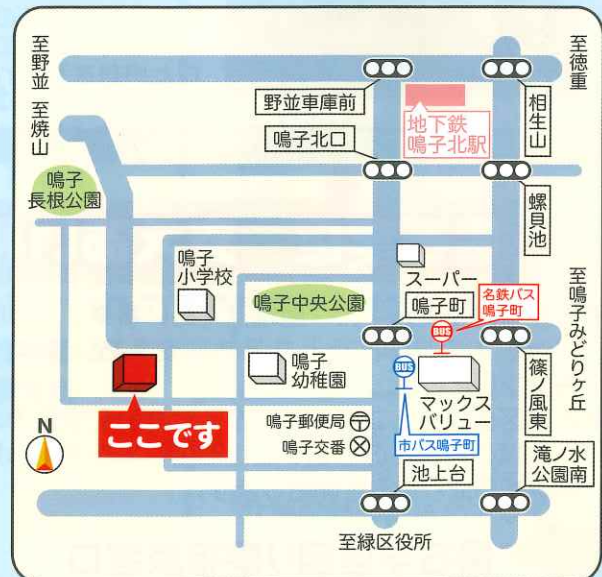 至野並
至徳重
至焼山
野並車庫前
相生山
地下鉄
鳴子北駅
鳴子北口
螺貝池
鳴子
長根公園
鳴子
小学校
スーパー
鳴子中央公園
鳴子町
名鉄バス
鳴子町
BUS
至鳴子みどりヶ丘
鳴子
幼稚園
BUS
マックス
バリュー
篠ノ風東
ここです
鳴子郵便局
鳴子交番
市バス鳴子町
池上台
滝ノ水
公園南
N
至緑区役所